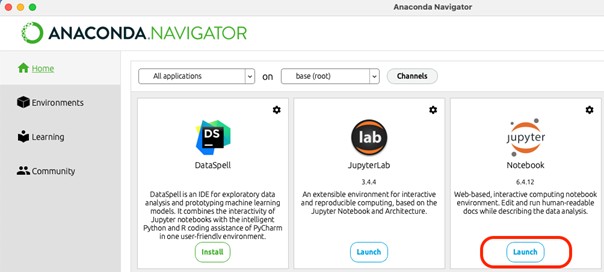 Anaconda Navigator
ANACONDA.NAVIGATOR
Home
Environments
Learning
Community
All applications
on
base (root)
Channels
DS
DataSpell
DataSpell is an IDE for exploratory data
analysis and prototyping machine learning
models. It combines the interactivity of
Jupyter notebooks with the intelligent
Python and R coding assistance of PyCharm
in one user-friendly environment.
Install
lab
JupyterLab
3.4.4
An extensible environment for interactive
and reproducible computing, based on the
Jupyter Notebook and Architecture.
Launch
jupyter
Notebook
6.4.12
Web-based, interactive computing notebook
environment. Edit and run human-readable
docs while describing the data analysis.
Launch